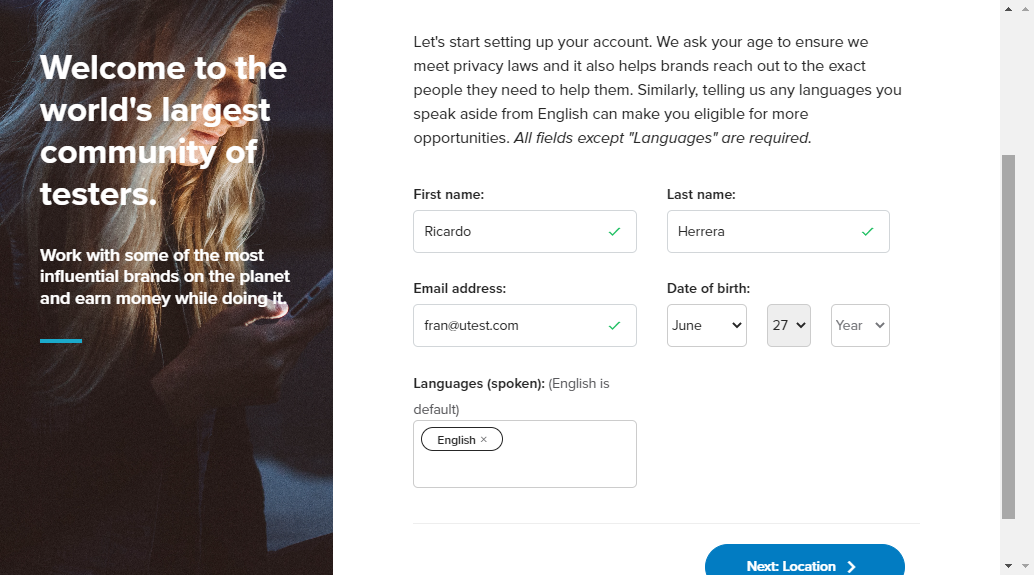 Welcome to the
world's largest
community of
testers.
Work with some of the most
influential brands on the planet
and earn money while doing it.
Let's start setting up your account. We ask your age to ensure we
meet privacy laws and it also helps brands reach out to the exact
people they need to help them. Similarly, telling us any languages you
speak aside from English can make you eligible for more
opportunities. All fields except "Languages" are required.
First name:
Last name:
Ricardo
Herrera
Email address:
Date of birth:
fran@utest.com
June
27
Year
Languages (spoken): (English is
default)
English ×
Next: Location